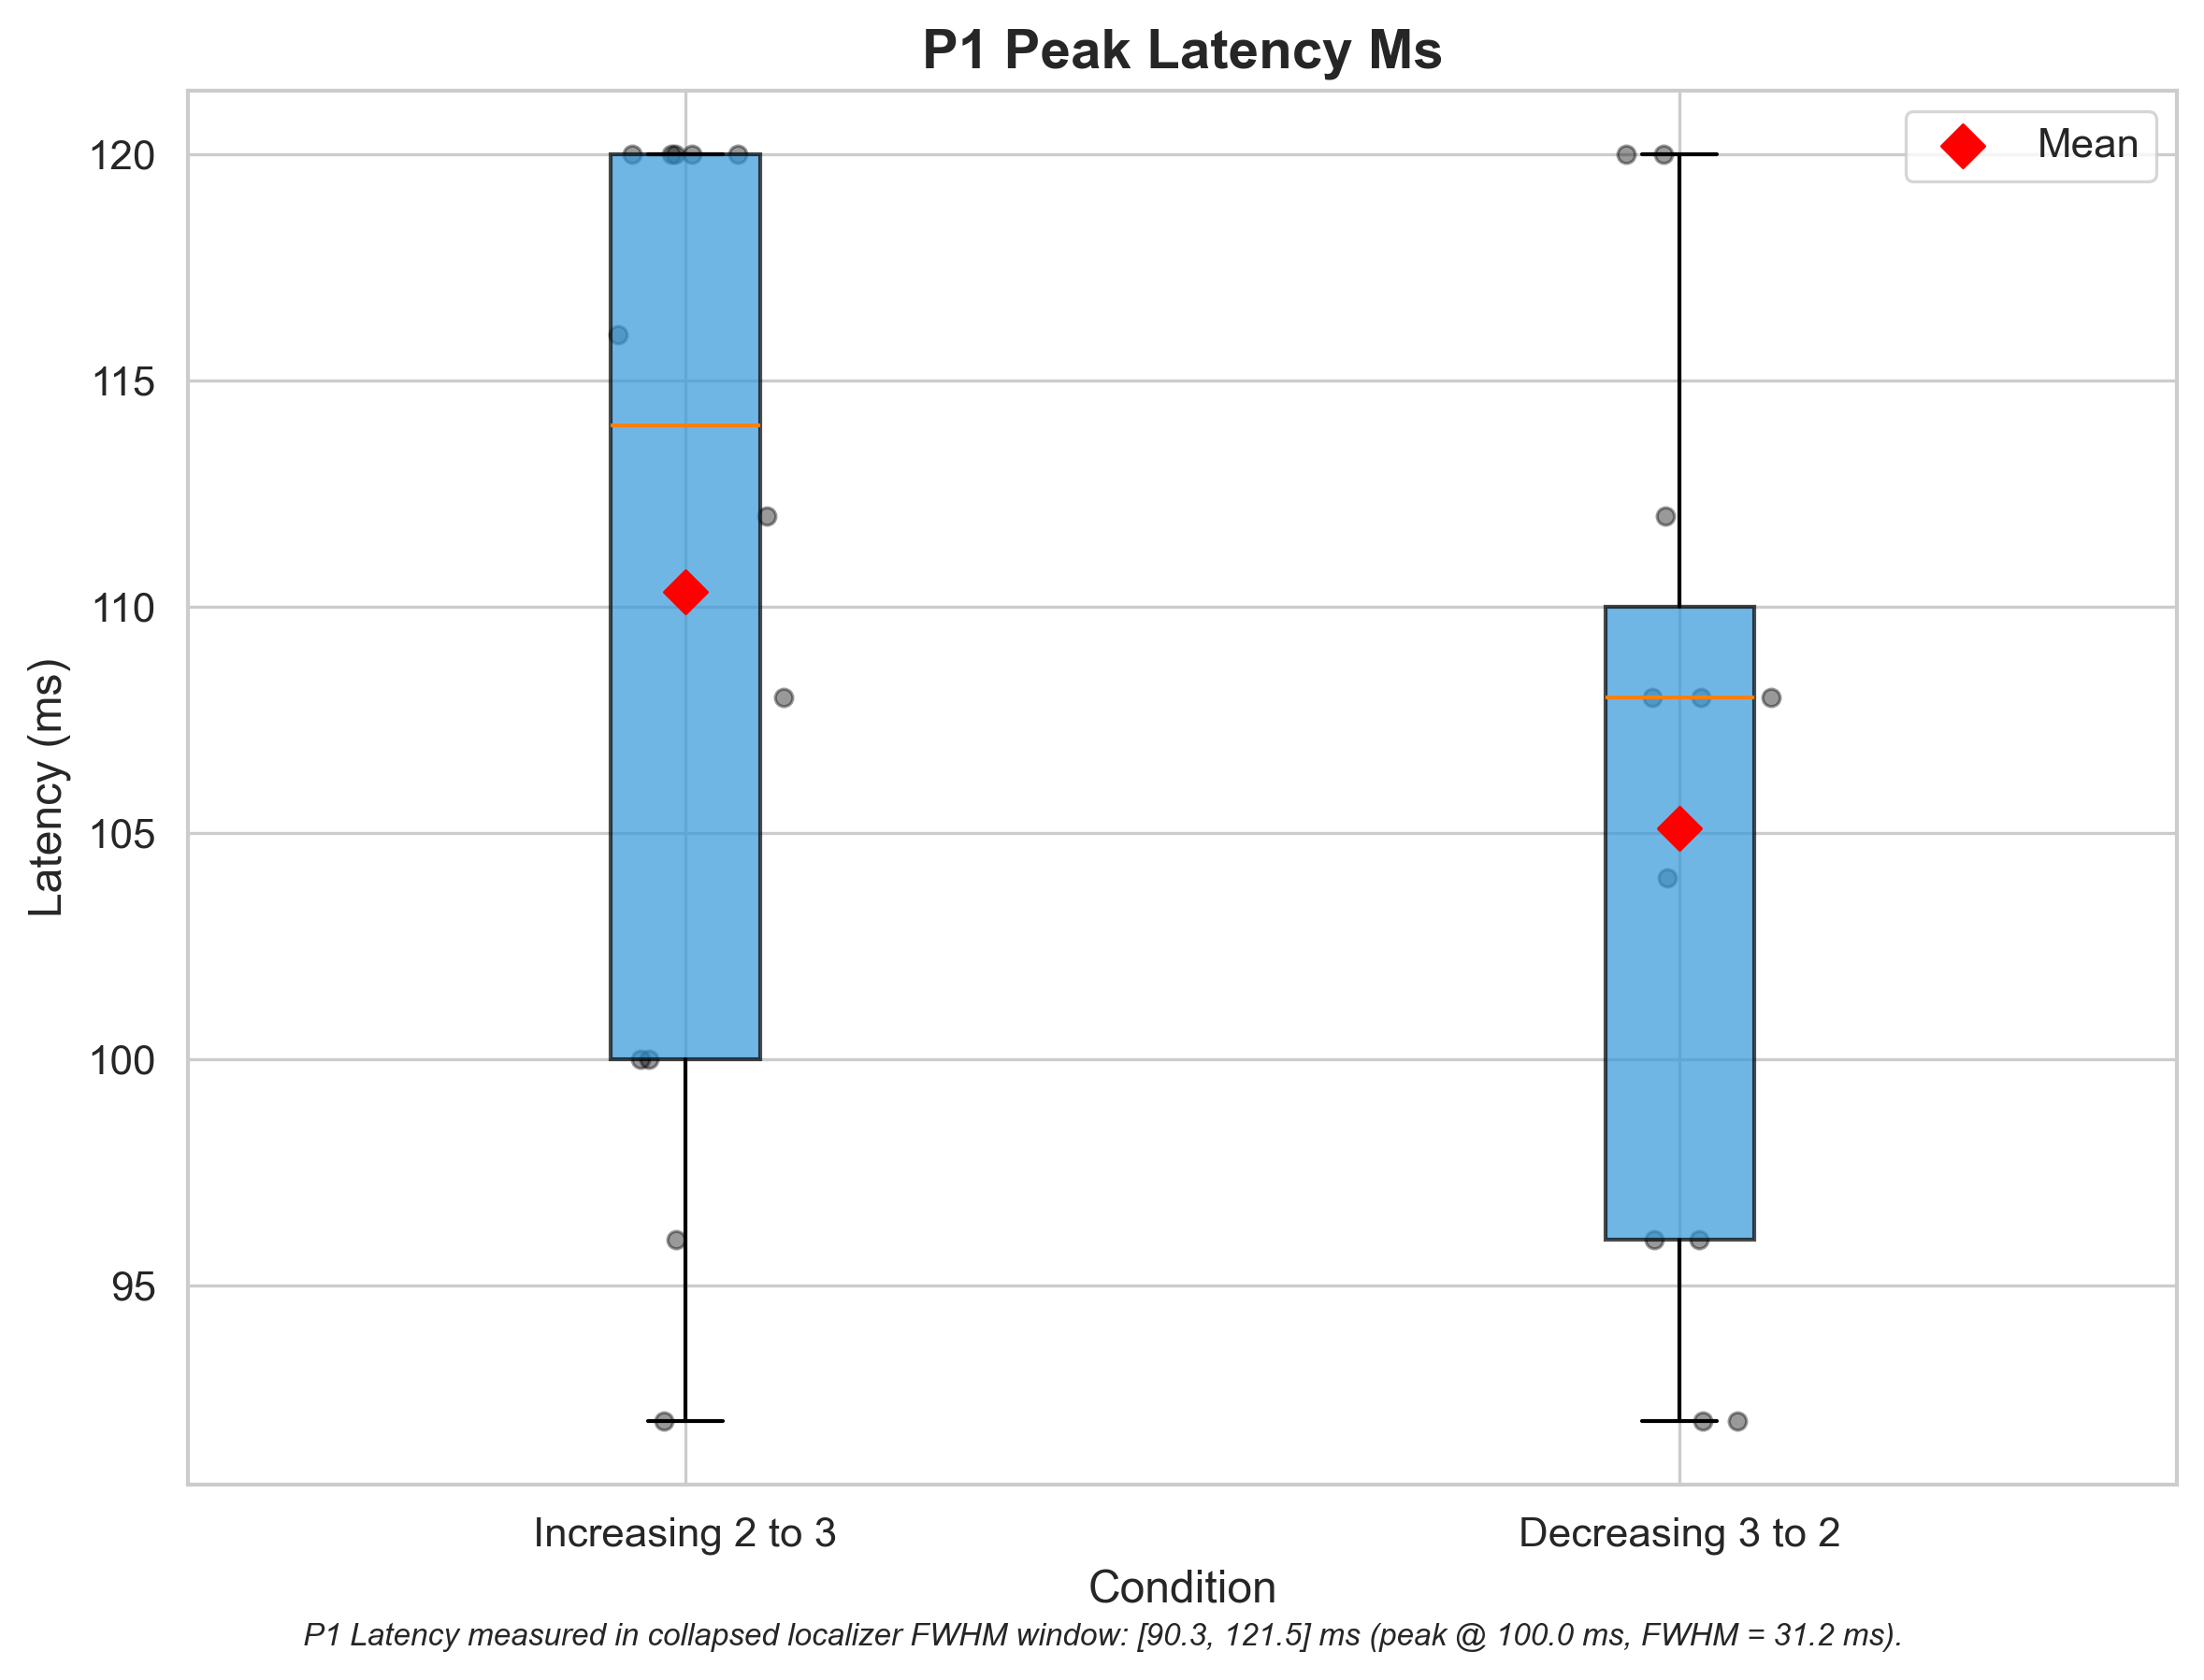 P1 Peak Latency Ms
Mean
120
115
110
105
100
95
Latency (ms)
Increasing 2 to 3
Decreasing 3 to 2
Condition
P1 Latency measured in collapsed localizer FWHM window: [90.3, 121.5] ms (peak @ 100.0 ms, FWHM = 31.2 ms).